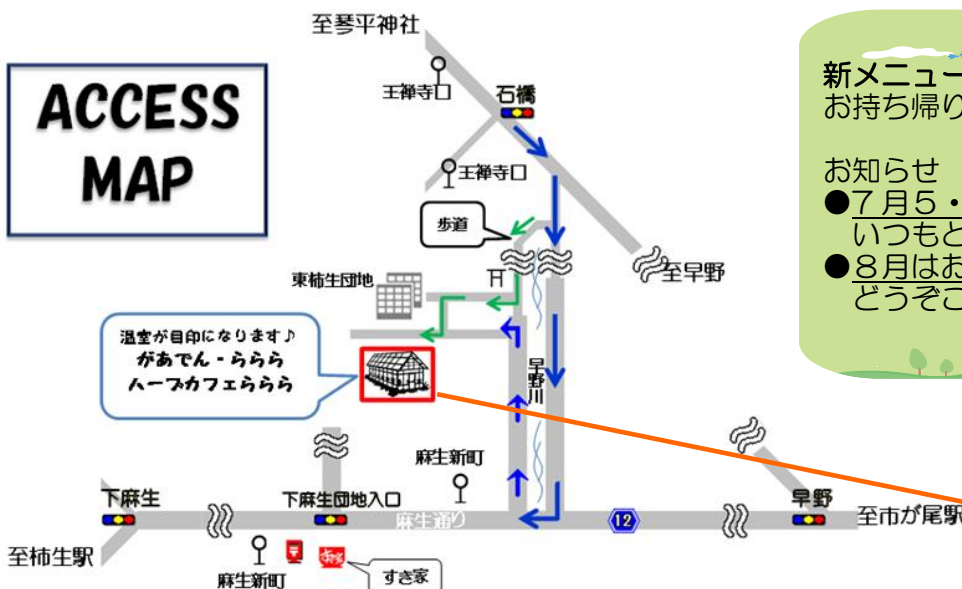 ACCESS
MAP
至琴平神社
王禅寺口
石橋
王禅寺口
歩道
至早野
東柿生団地
温室が目印になります♪
があでん・ららら
ハーブカフェららら
早野川
麻生新町
下麻生
下麻生団地入口
麻生通り
12
早野
至市が尾駅
至柿生駅
麻生新町
すき家
すき家
新メニュー
お持ち帰り
お知らせ
●7月5・
いつもと
●8月はお
どうぞご